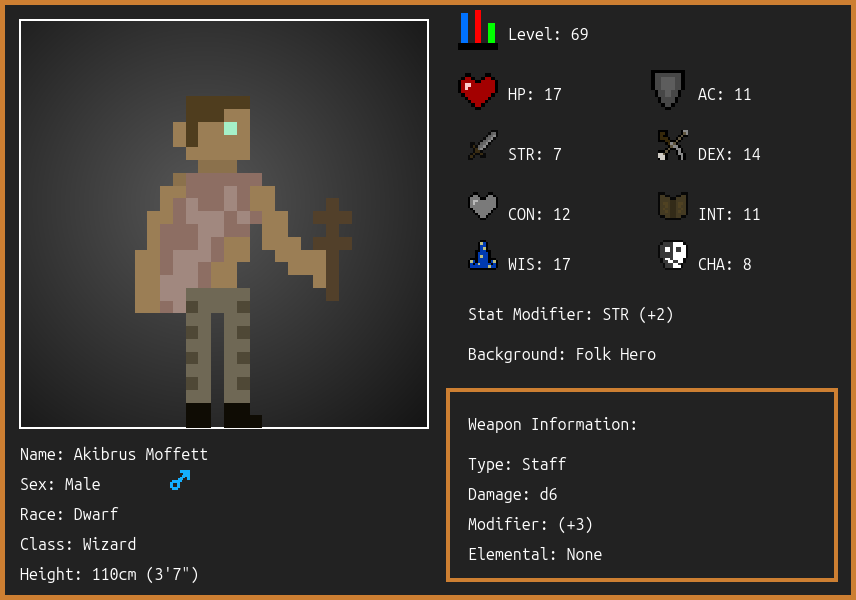 Level: 69
HP: 17
AC: 11
STR: 7
DEX: 14
CON: 12
INT: 11
WIS: 17
CHA: 8
Stat Modifier: STR (+2)
Background: Folk Hero
Weapon Information:
Type: Staff
Damage: d6
Modifier: (+3)
Elemental: None
Name: Akibrus Moffett
Sex: Male
Race: Dwarf
Class: Wizard
Height: 110cm (3'7")